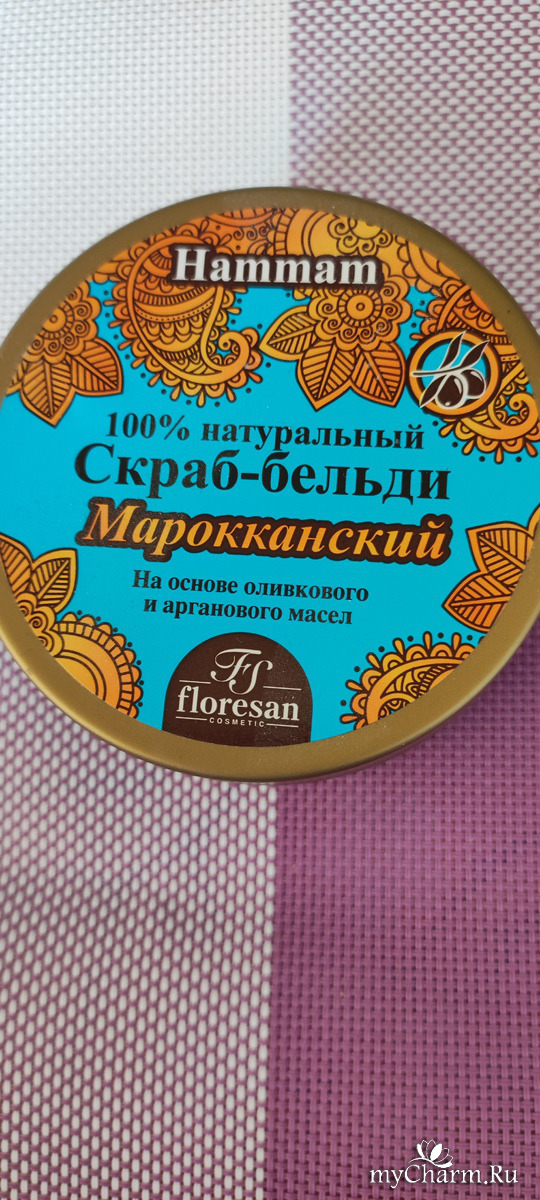 Hammam
100% натуральный
Скраб-бельди
Марокканский
На основе оливкового
и арганового масел
FS
floresan
COSMETIC
myCharm.Ru